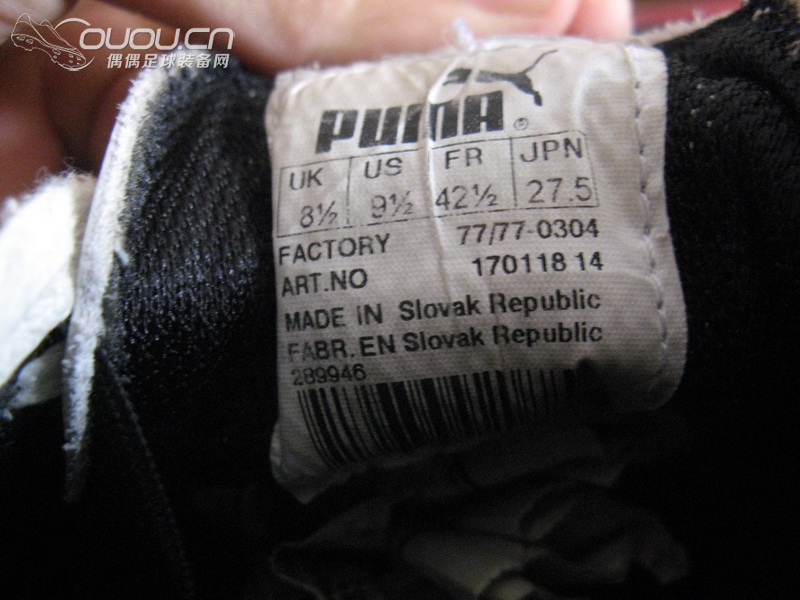 ouou.cn
偶偶足球装备网
PUMA®
UK US FR JPN
8½ 9½ 42½ 27.5
FACTORY 77/77-0304
ART.NO 170118 14
MADE IN Slovak Republic
FABR. EN Slovak Republic
289946